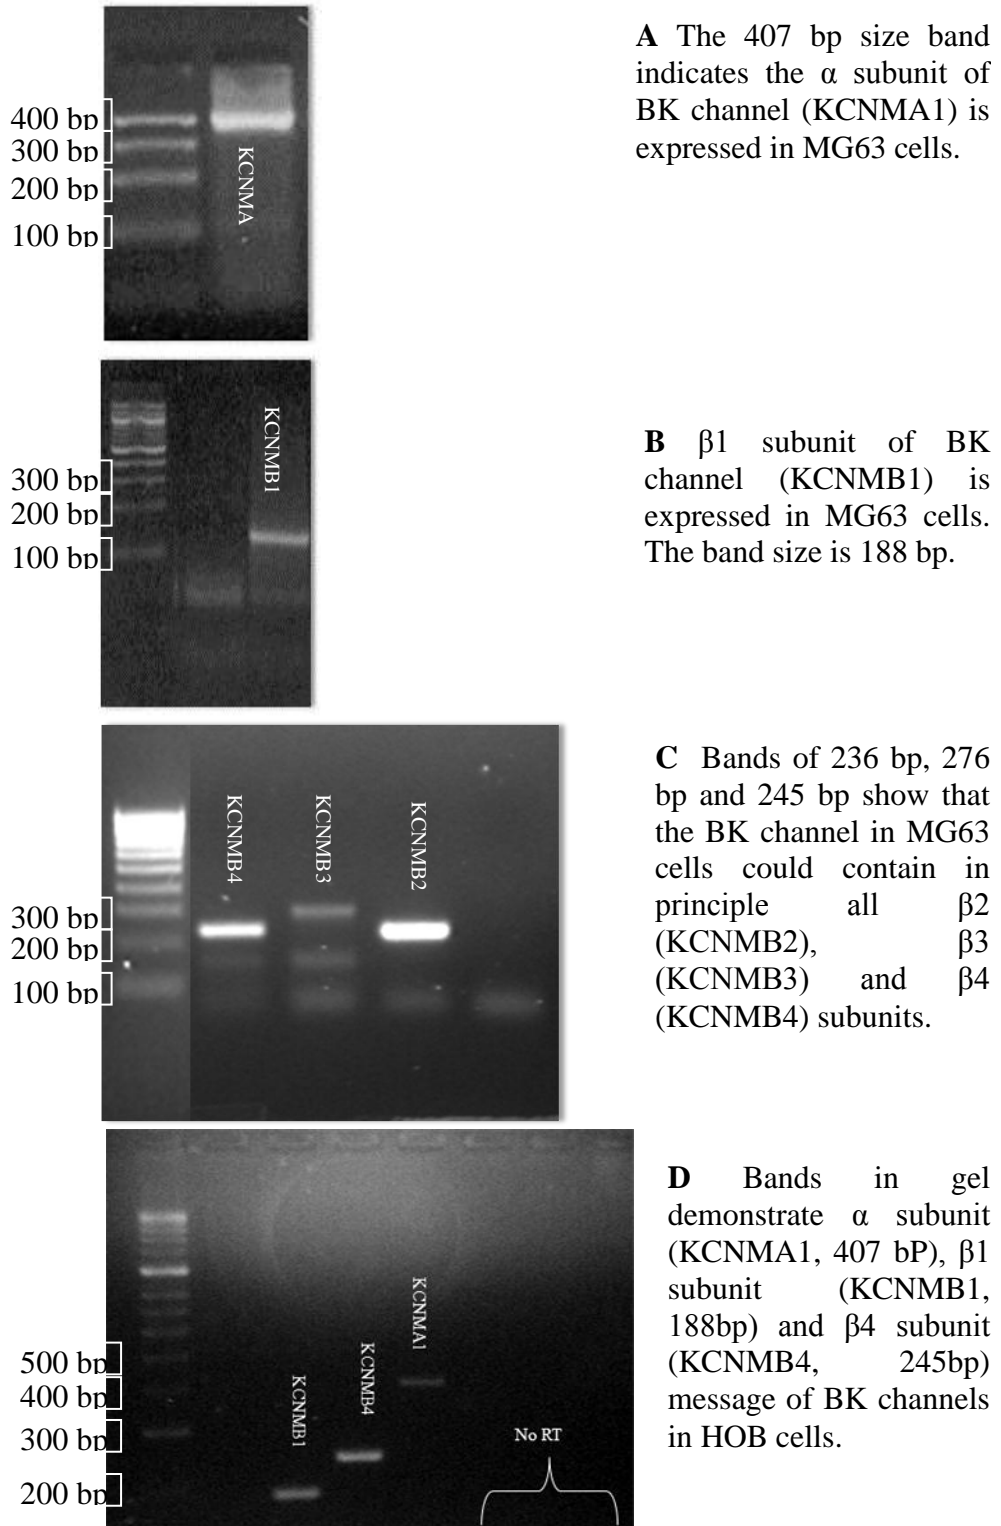 400 bp
300 bp
200 bp
100 bp
KCNMA
A The 407 bp size band
indicates the α subunit of
BK channel (KCNMA1) is
expressed in MG63 cells.
300 bp
200 bp
100 bp
KCNMB1
B β1 subunit of BK
channel (KCNMB1) is
expressed in MG63 cells.
The band size is 188 bp.
300 bp
200 bp
100 bp
KCNMB4
KCNMB3
KCNMB2
C Bands of 236 bp, 276
bp and 245 bp show that
the BK channel in MG63
cells could contain in
principle all β2
(KCNMB2), β3
(KCNMB3) and β4
(KCNMB4) subunits.
500 bp
400 bp
300 bp
200 bp
KCNMB1
KCNMB4
KCNMA1
No RT
D Bands in gel
demonstrate α subunit
(KCNMA1, 407 bP), β1
subunit (KCNMB1,
188bp) and β4 subunit
(KCNMB4, 245bp)
message of BK channels
in HOB cells.